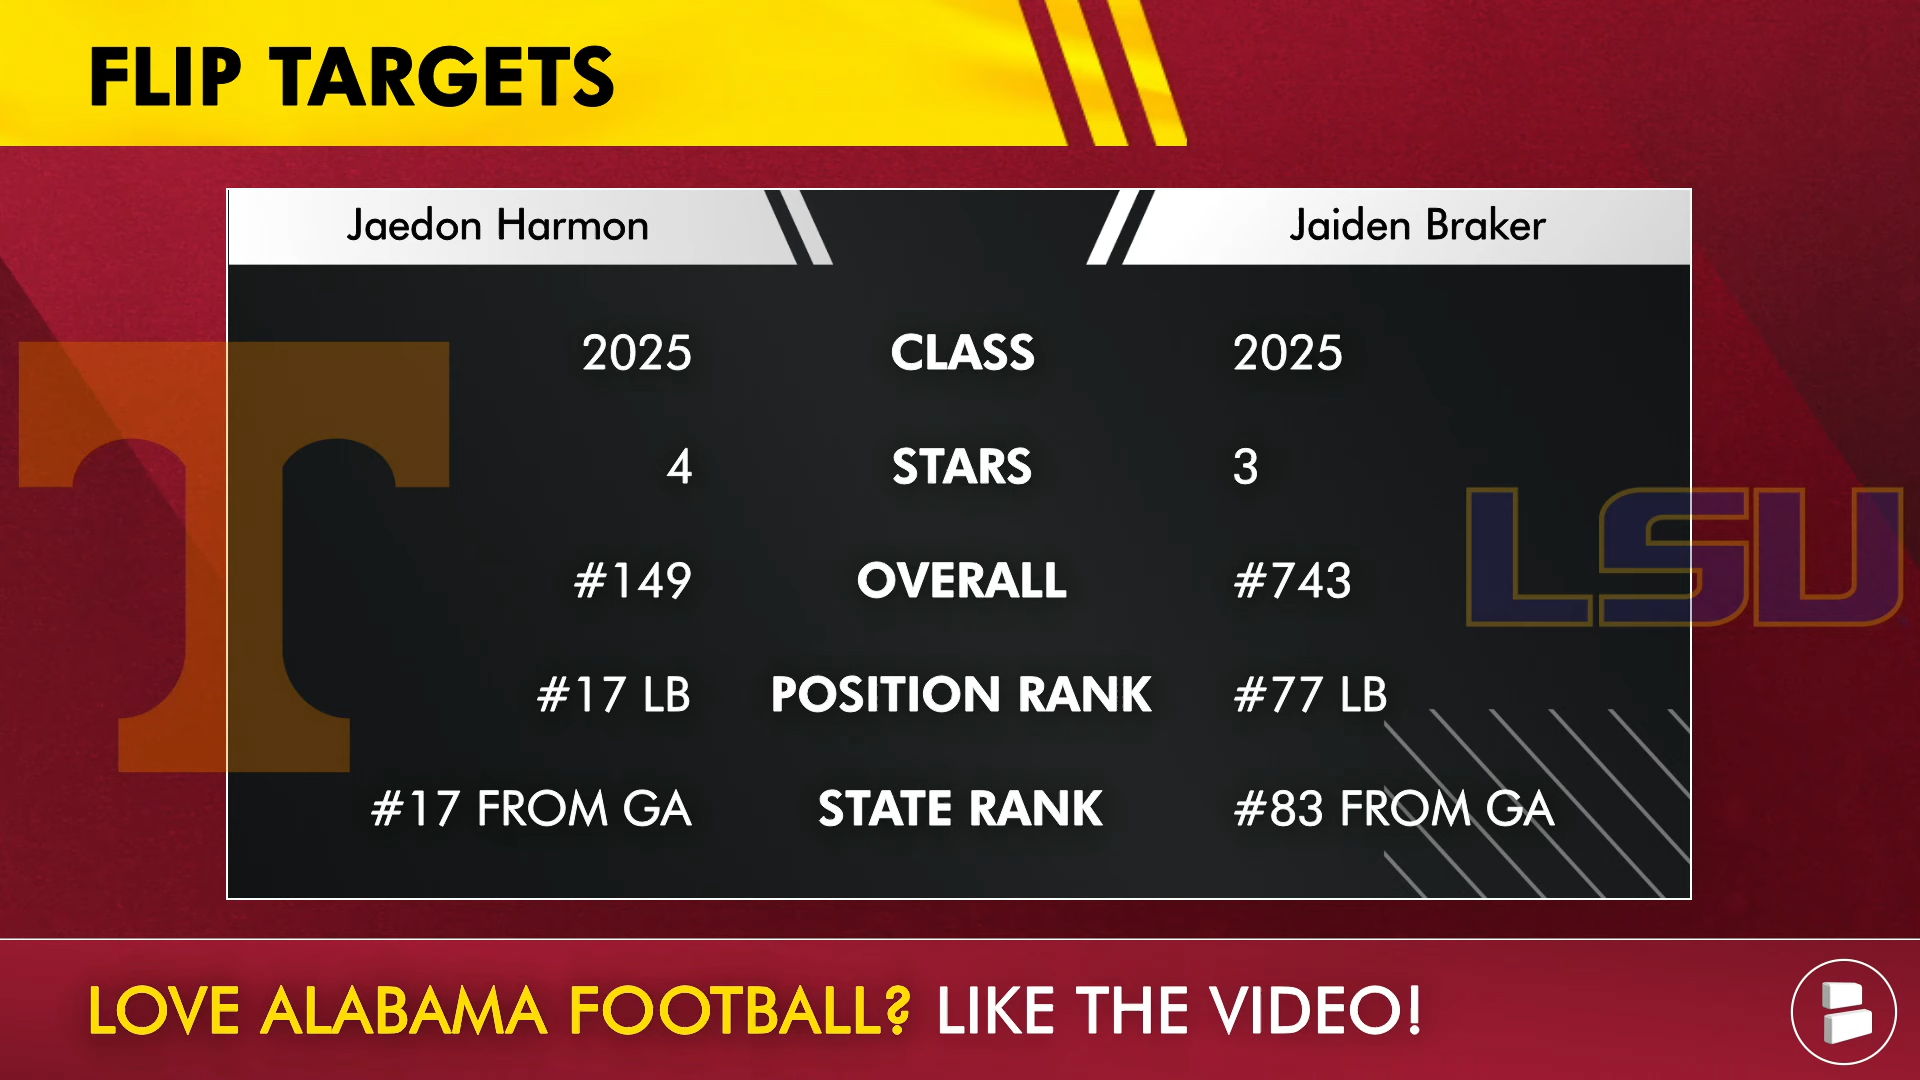 FLIP TARGETS
Jaedon Harmon
Jaiden Braker
2025 CLASS 2025
4 STARS 3
#149 OVERALL #743
#17 LB POSITION RANK #77 LB
#17 FROM GA STATE RANK #83 FROM GA
T
LSU
LOVE ALABAMA FOOTBALL? LIKE THE VIDEO!